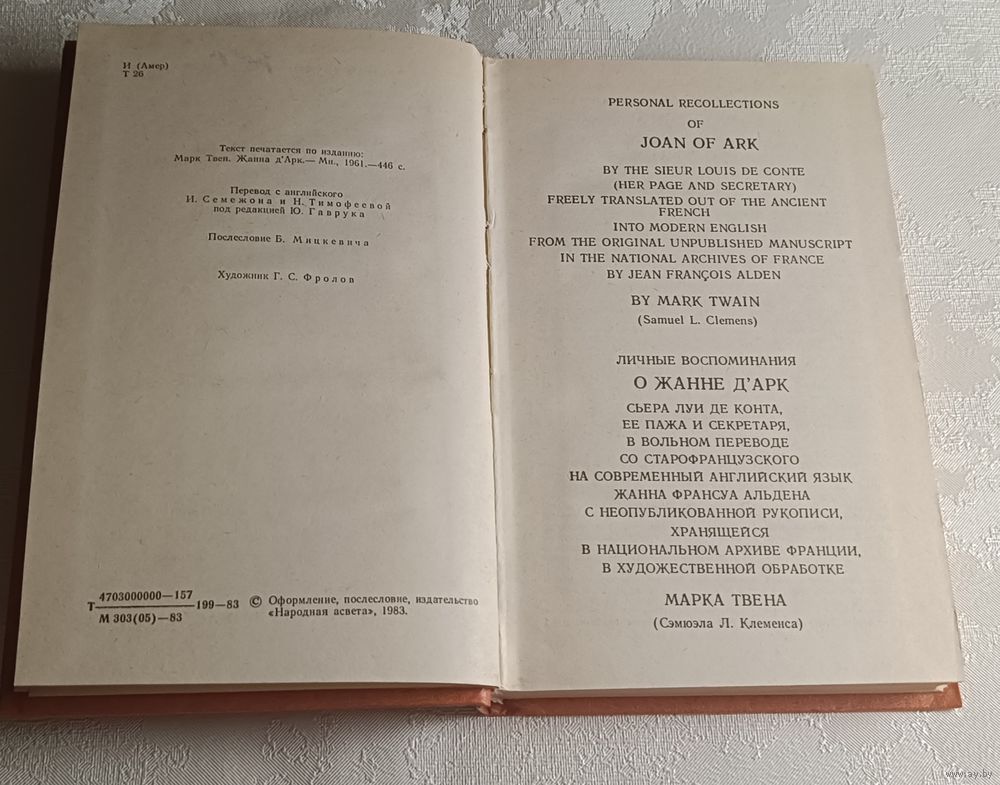 И (Амер)
Т 26
Текст печатается по изданию:
Марк Твен. Жанна д’Арк.— Мн., 1961.—446 с.
Перевод с английского
И. Семежона и Н. Тимофеевой
под редакцией Ю. Гаврука
Послесловие Б. Мицкевича
Художник Г. С. Фролов
4703000000—157
Т 199—83
М 303(05)—83
© Оформление, послесловие, издательство
«Народная асвета», 1983.
PERSONAL RECOLLECTIONS
OF
JOAN OF ARK
BY THE SIEUR LOUIS DE CONTE
(HER PAGE AND SECRETARY)
FREELY TRANSLATED OUT OF THE ANCIENT
FRENCH
INTO MODERN ENGLISH
FROM THE ORIGINAL UNPUBLISHED MANUSCRIPT
IN THE NATIONAL ARCHIVES OF FRANCE
BY JEAN FRANÇOIS ALDEN
BY MARK TWAIN
(Samuel L. Clemens)
ЛИЧНЫЕ ВОСПОМИНАНИЯ
О ЖАННЕ Д’АРК
СЬЕРА ЛУИ ДЕ КОНТА,
ЕЕ ПАЖА И СЕКРЕТАРЯ,
В ВОЛЬНОМ ПЕРЕВОДЕ
СО СТАРОФРАНЦУЗСКОГО
НА СОВРЕМЕННЫЙ АНГЛИЙСКИЙ ЯЗЫК
ЖАННА ФРАНСУА АЛЬДЕНА
С НЕОПУБЛИКОВАННОЙ РУКОПИСИ,
ХРАНЯЩЕЙСЯ
В НАЦИОНАЛЬНОМ АРХИВЕ ФРАНЦИИ,
В ХУДОЖЕСТВЕННОЙ ОБРАБОТКЕ
МАРКА ТВЕНА
(Сэмюэла Л. Клеменса)
www.ay.by